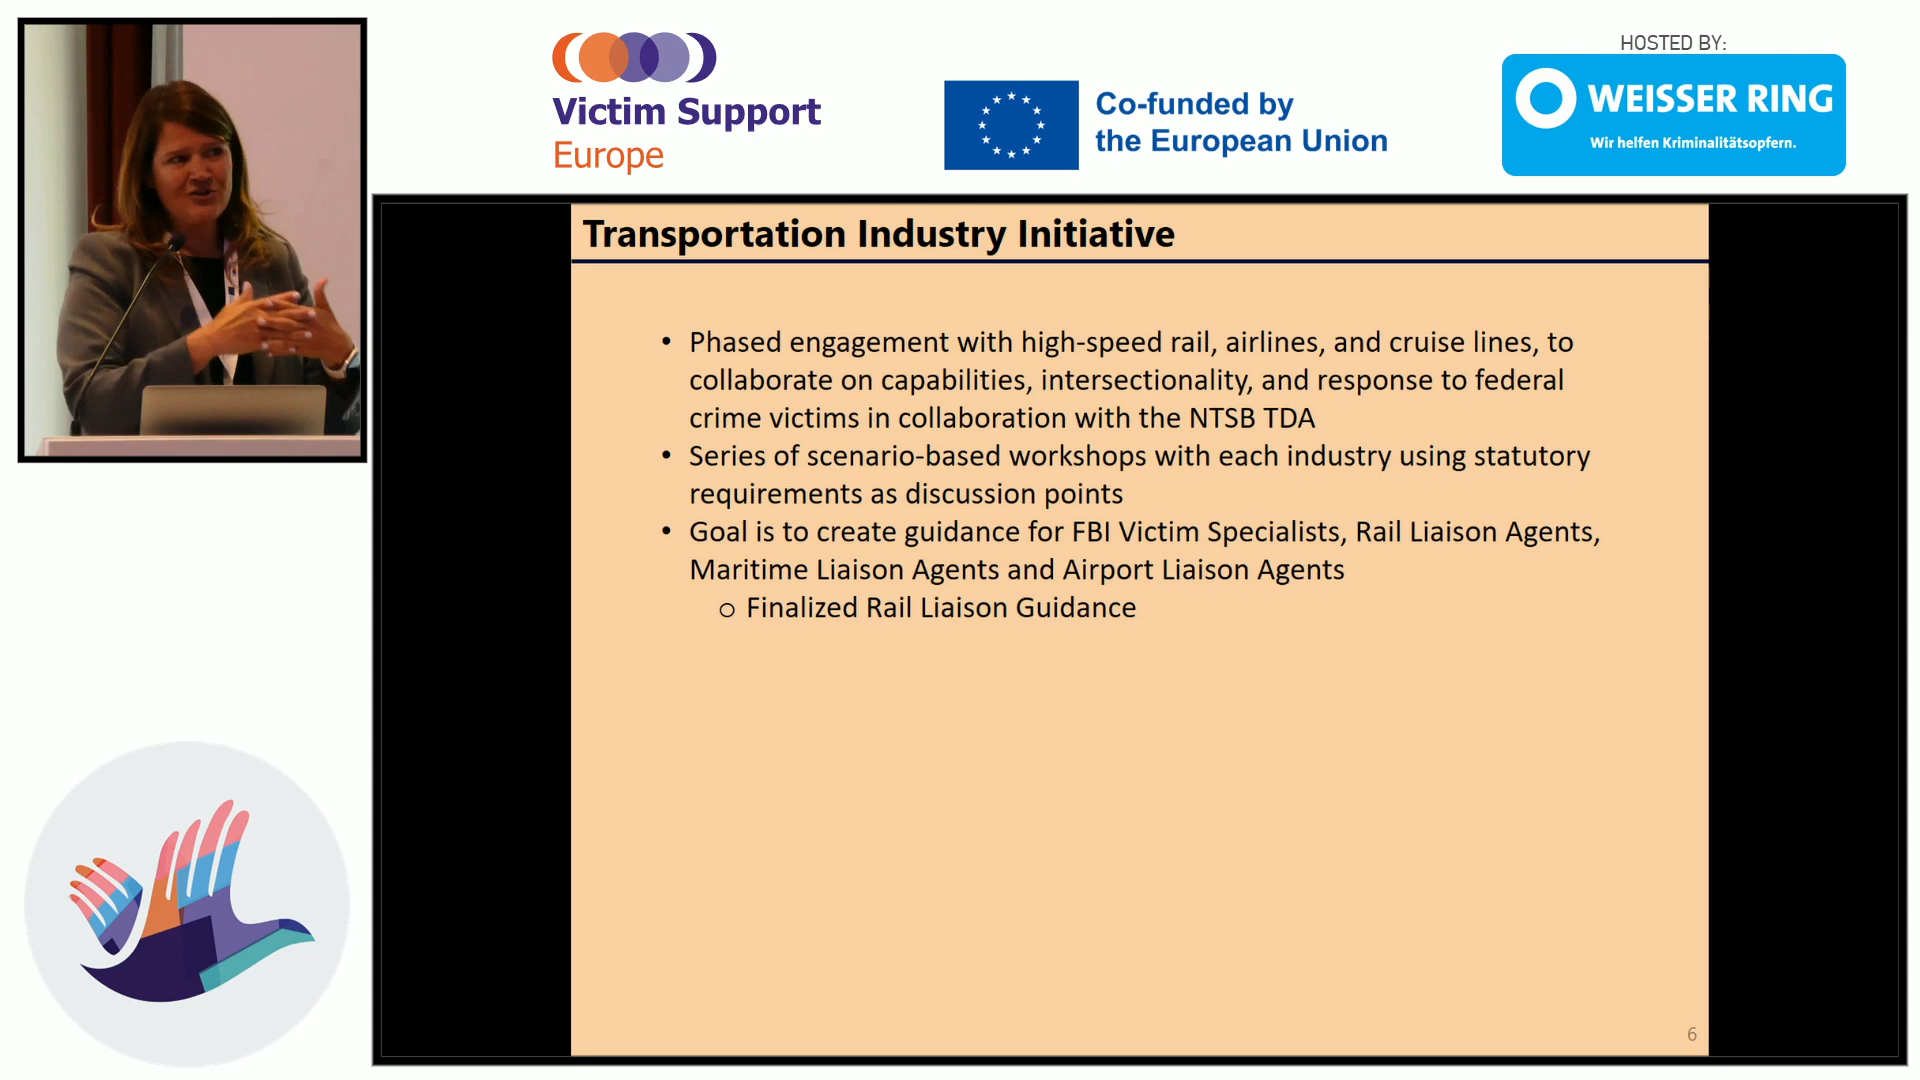 Victim Support
Europe
Co-funded by
the European Union
HOSTED BY:
WEISSER RING
Wir helfen Kriminalitätsopfern.
Transportation Industry Initiative
• Phased engagement with high-speed rail, airlines, and cruise lines, to
collaborate on capabilities, intersectionality, and response to federal
crime victims in collaboration with the NTSB TDA
• Series of scenario-based workshops with each industry using statutory
requirements as discussion points
• Goal is to create guidance for FBI Victim Specialists, Rail Liaison Agents,
Maritime Liaison Agents and Airport Liaison Agents
o Finalized Rail Liaison Guidance
6